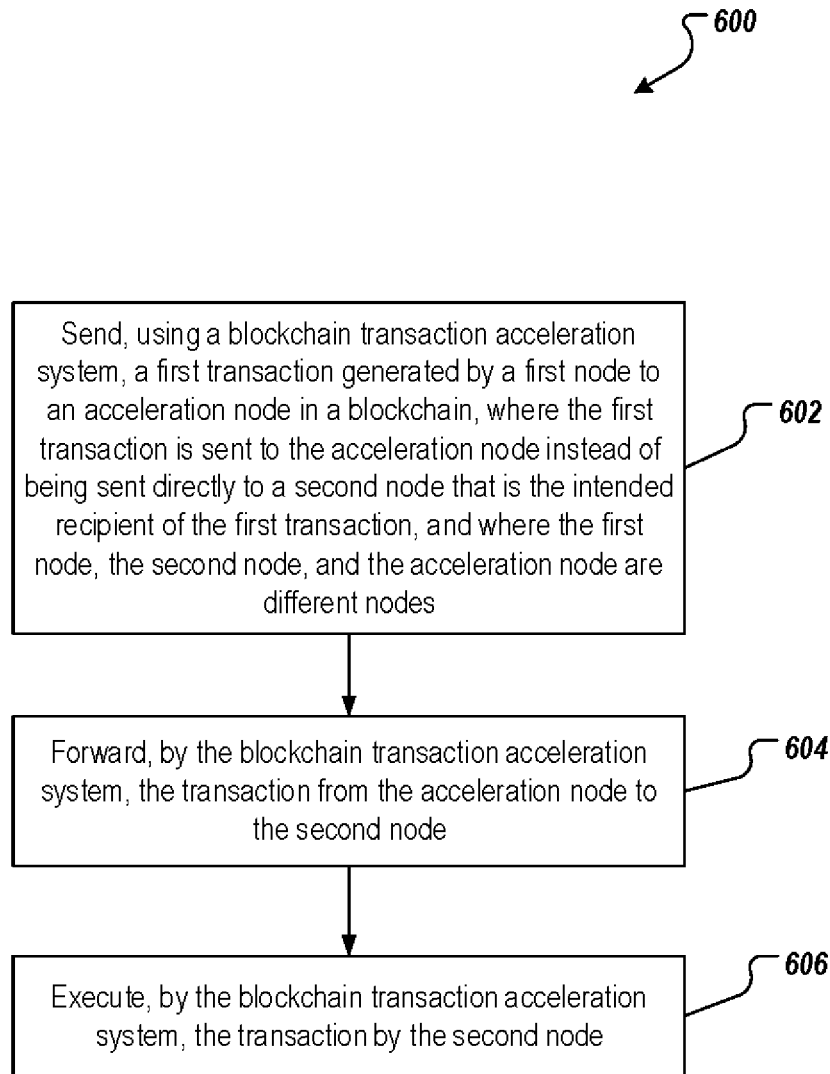 600
Send, using a blockchain transaction acceleration
system, a first transaction generated by a first node to
an acceleration node in a blockchain, where the first
transaction is sent to the acceleration node instead of
being sent directly to a second node that is the intended
recipient of the first transaction, and where the first
node, the second node, and the acceleration node are
different nodes
602
Forward, by the blockchain transaction acceleration
system, the transaction from the acceleration node to
the second node
604
Execute, by the blockchain transaction acceleration
system, the transaction by the second node
606